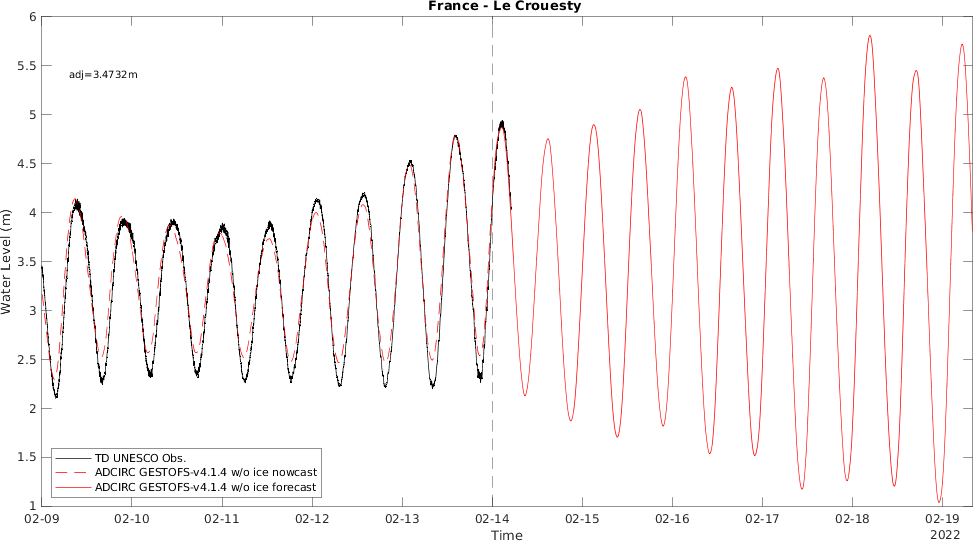 France - Le Crouesty
adj=3.4732m
Water Level (m)
6
5.5
5
4.5
4
3.5
3
2.5
2
1.5
1
TD UNESCO Obs.
ADCIRC GESTOFS-v4.1.4 w/o ice nowcast
ADCIRC GESTOFS-v4.1.4 w/o ice forecast
02-09 02-10 02-11 02-12 02-13 02-14 02-15 02-16 02-17 02-18 02-19
Time
2022